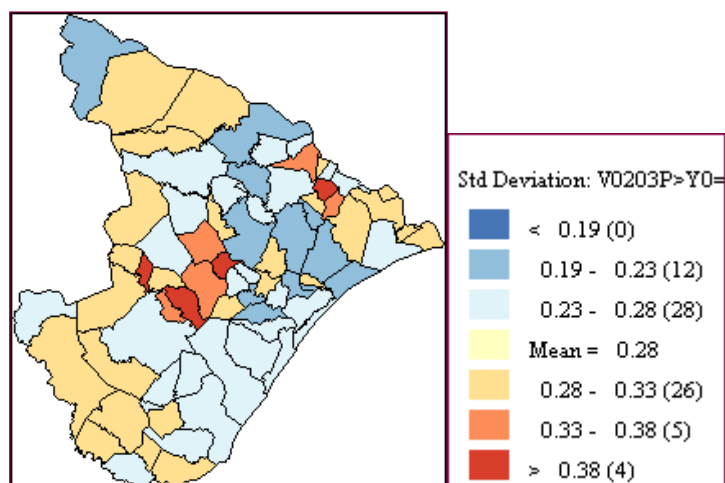 Std Deviation: V0203P>Y0=
< 0.19 (0)
0.19 - 0.23 (12)
0.23 - 0.28 (28)
Mean = 0.28
0.28 - 0.33 (26)
0.33 - 0.38 (5)
> 0.38 (4)